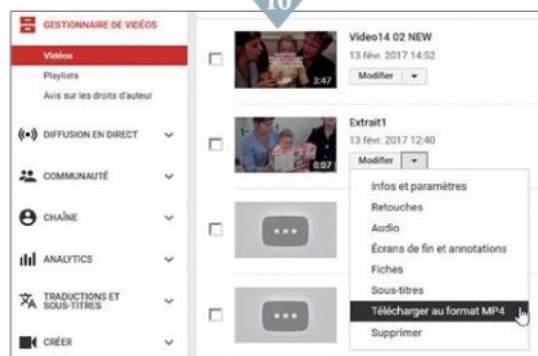 10
GESTIONNAIRE DE VIDÉOS
Vidéos
Playlists
Avis sur les droits d'auteur
DIFFUSION EN DIRECT
COMMUNAUTÉ
CHAÎNE
ANALYTICS
TRADUCTIONS ET
SOUS-TITRES
CRÉER
Video14 02 NEW
13 févr. 2017 14:52
Modifier
3:47
Extrait1
13 févr. 2017 12:40
Modifier
0:07
Infos et paramètres
Retouches
Audio
Écrans de fin et annotations
Fiches
Sous-titres
Télécharger au format MP4
Supprimer